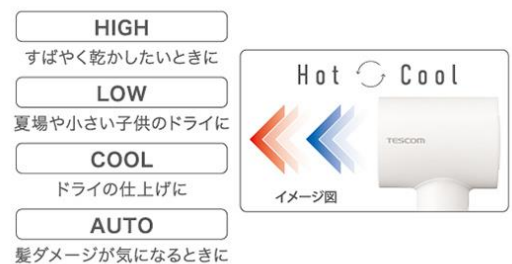 HIGH
すばやく乾かしたいときに
LOW
夏場や小さい子供のドライに
COOL
ドライの仕上げに
AUTO
髪ダメージが気になるときに
Hot Cool
TESCOM
イメージ図